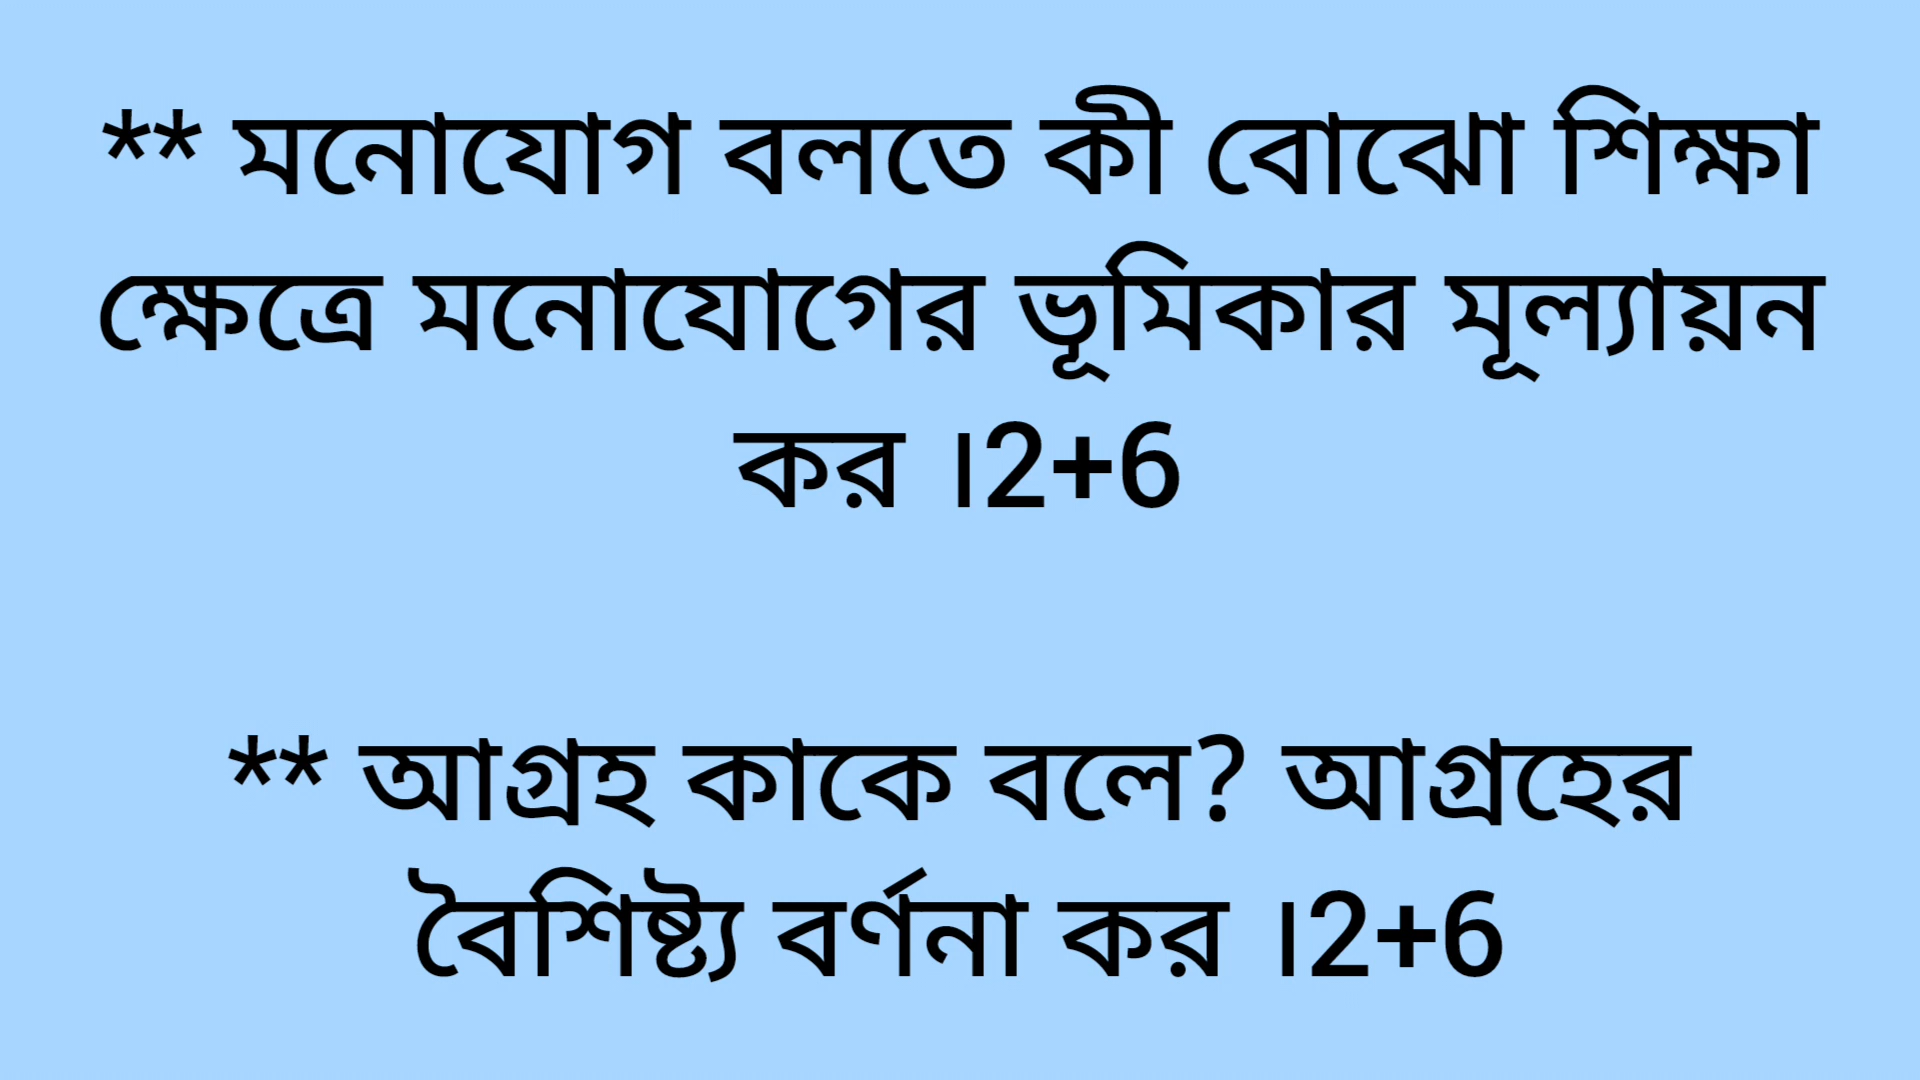 ** মনোযোগ বলতে কী বোঝো শিক্ষা
ক্ষেত্রে মনোযোগের ভূমিকার মূল্যায়ন
কর ।2+6
** আগ্রহ কাকে বলে? আগ্রহের
বৈশিষ্ট্য বর্ণনা কর ।2+6